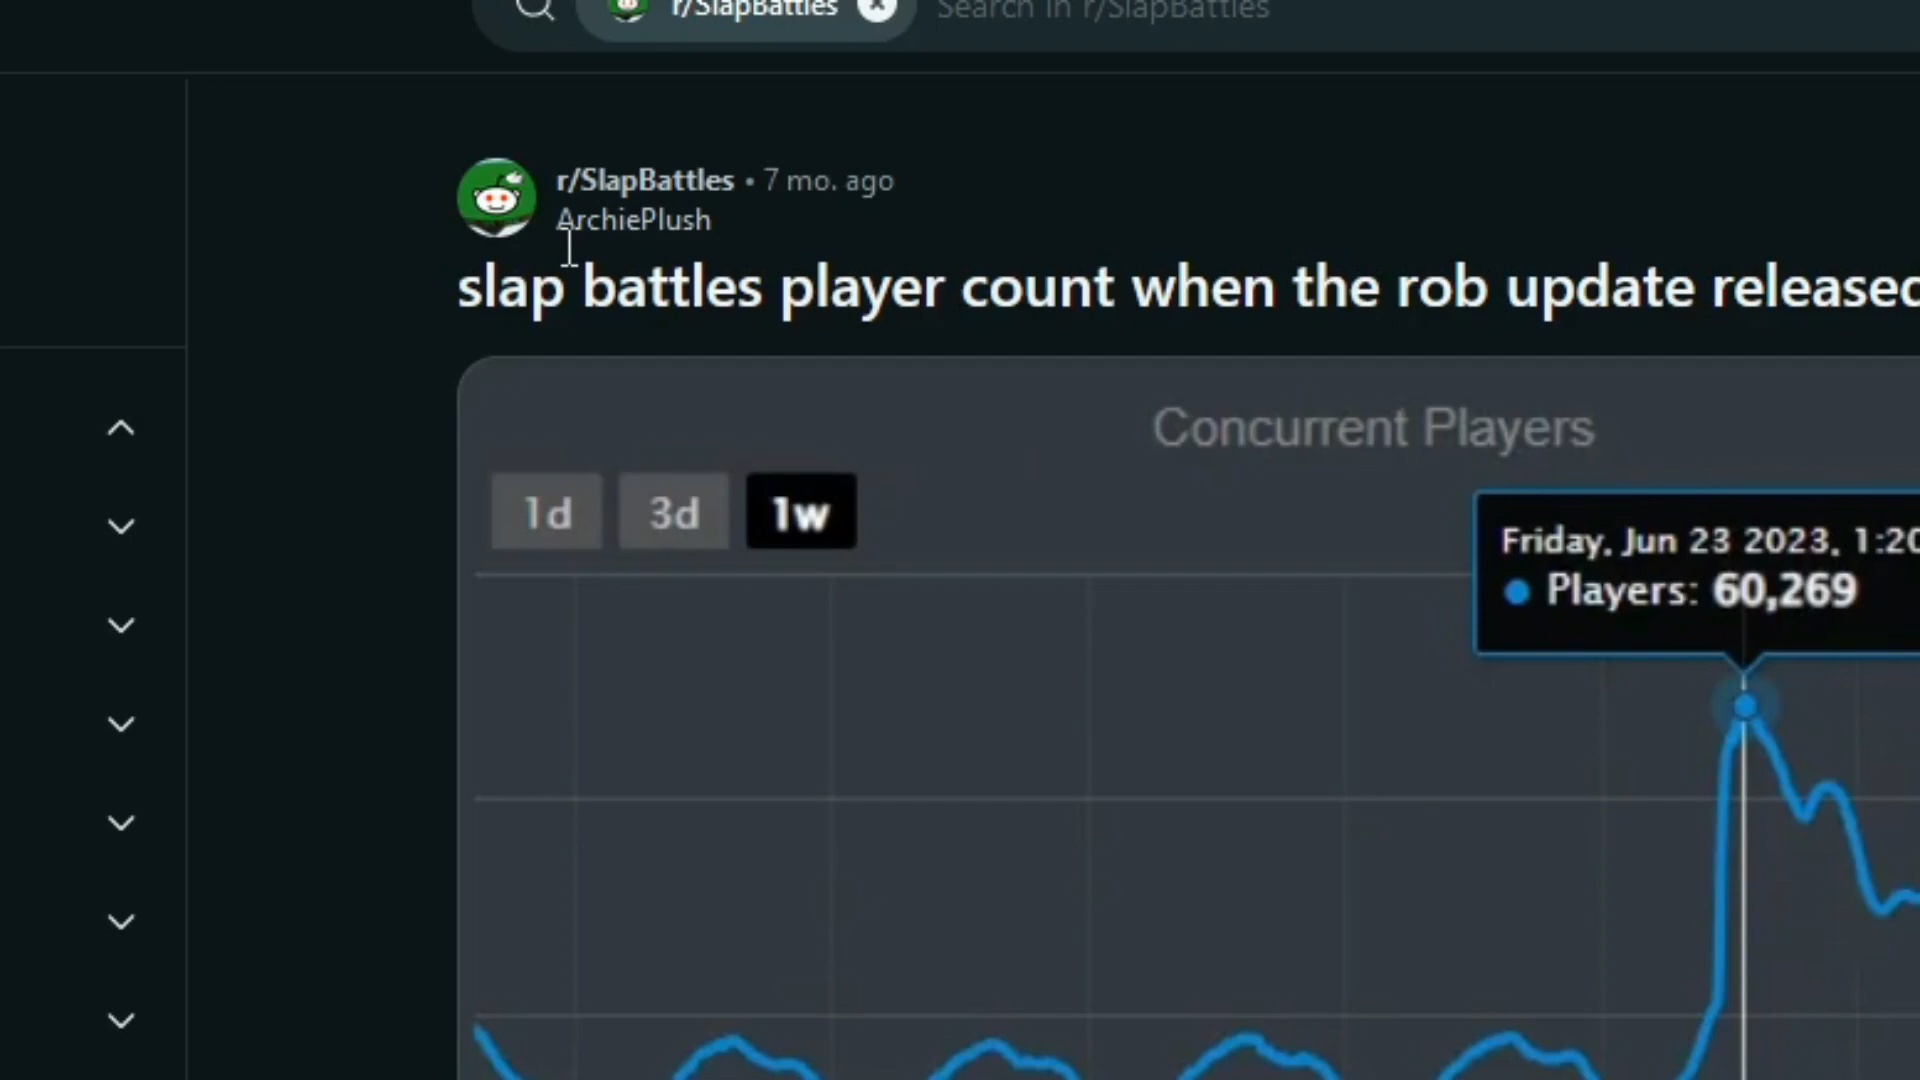 r/SlapBattles Search in r/SlapBattles
r/SlapBattles • 7 mo. ago
ArchiePlush
slap battles player count when the rob update released
Concurrent Players
1d 3d 1w
Friday, Jun 23 2023, 1:20
Players: 60,269